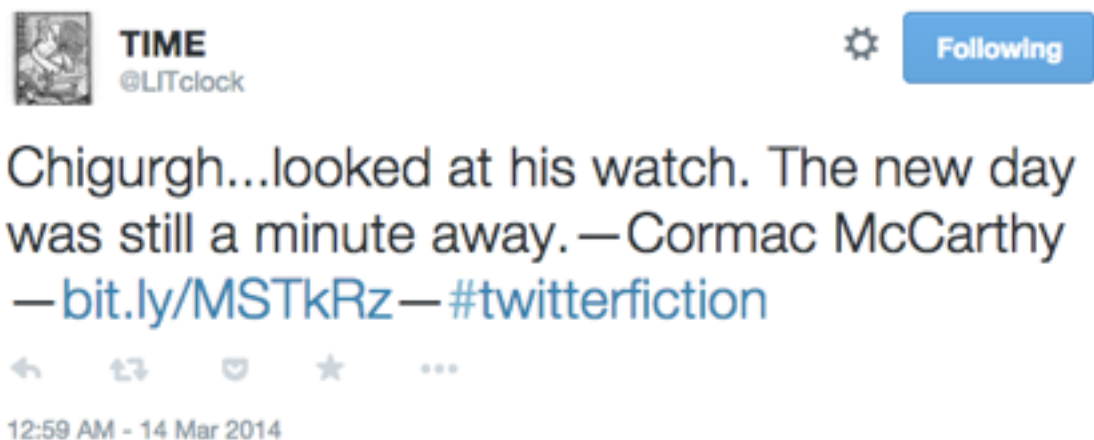 TIME
@LITclock
Following
Chigurgh...looked at his watch. The new day
was still a minute away.—Cormac McCarthy
—bit.ly/MSTkRz—#twitterfiction
12:59 AM - 14 Mar 2014